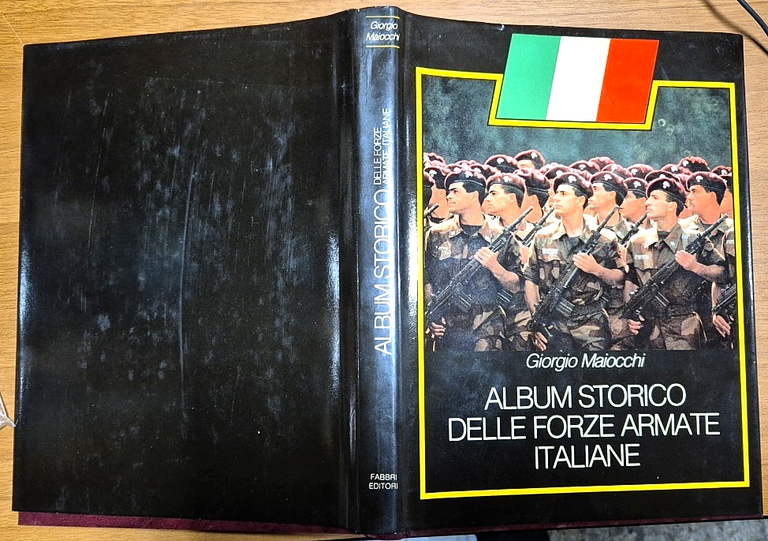 Giorgio
Maiocchi
ALBUM STORICO
DELLE FORZE
ARMATE ITALIANE
FABBRI
EDITORI
Giorgio Maiocchi
ALBUM STORICO
DELLE FORZE ARMATE
ITALIANE